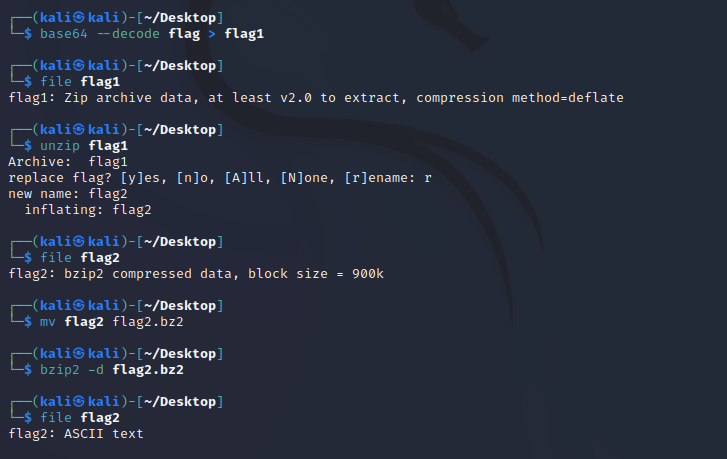 ┌──(kali㉿kali)-[~/Desktop]
└─$ base64 --decode flag > flag1
┌──(kali㉿kali)-[~/Desktop]
└─$ file flag1
flag1: Zip archive data, at least v2.0 to extract, compression method=deflate
┌──(kali㉿kali)-[~/Desktop]
└─$ unzip flag1
Archive:  flag1
replace flag? [y]es, [n]o, [A]ll, [N]one, [r]ename: r
new name: flag2
  inflating: flag2
┌──(kali㉿kali)-[~/Desktop]
└─$ file flag2
flag2: bzip2 compressed data, block size = 900k
┌──(kali㉿kali)-[~/Desktop]
└─$ mv flag2 flag2.bz2
┌──(kali㉿kali)-[~/Desktop]
└─$ bzip2 -d flag2.bz2
┌──(kali㉿kali)-[~/Desktop]
└─$ file flag2
flag2: ASCII text